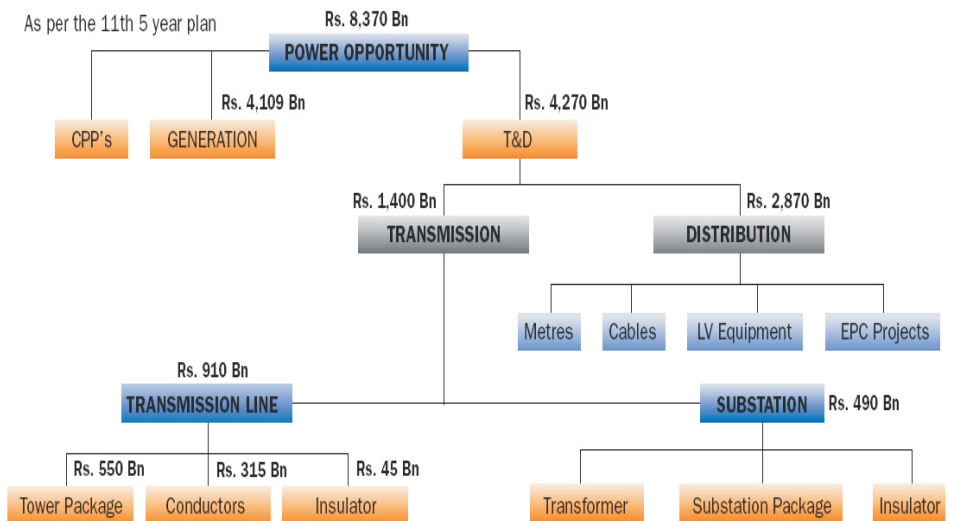 As per the 11th 5 year plan
Rs. 8,370 Bn
POWER OPPORTUNITY
Rs. 4,109 Bn
Rs. 4,270 Bn
CPP's
GENERATION
T&D
Rs. 1,400 Bn
Rs. 2,870 Bn
TRANSMISSION
DISTRIBUTION
Metres
Cables
LV Equipment
EPC Projects
Rs. 910 Bn
TRANSMISSION LINE
SUBSTATION
Rs. 490 Bn
Rs. 550 Bn
Rs. 315 Bn
Rs. 45 Bn
Tower Package
Conductors
Insulator
Transformer
Substation Package
Insulator